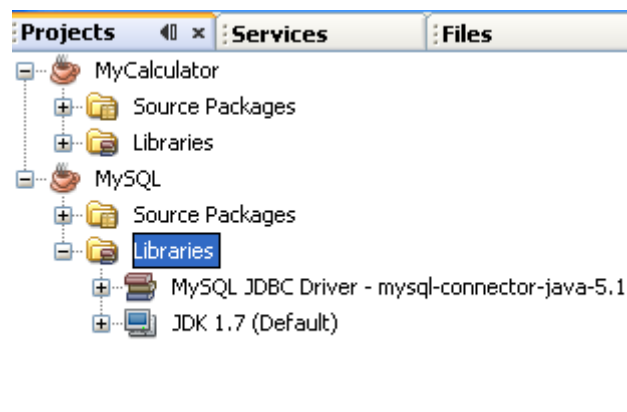 Projects Services Files
MyCalculator
Source Packages
Libraries
MySQL
Source Packages
Libraries
MySQL JDBC Driver - mysql-connector-java-5.1
JDK 1.7 (Default)